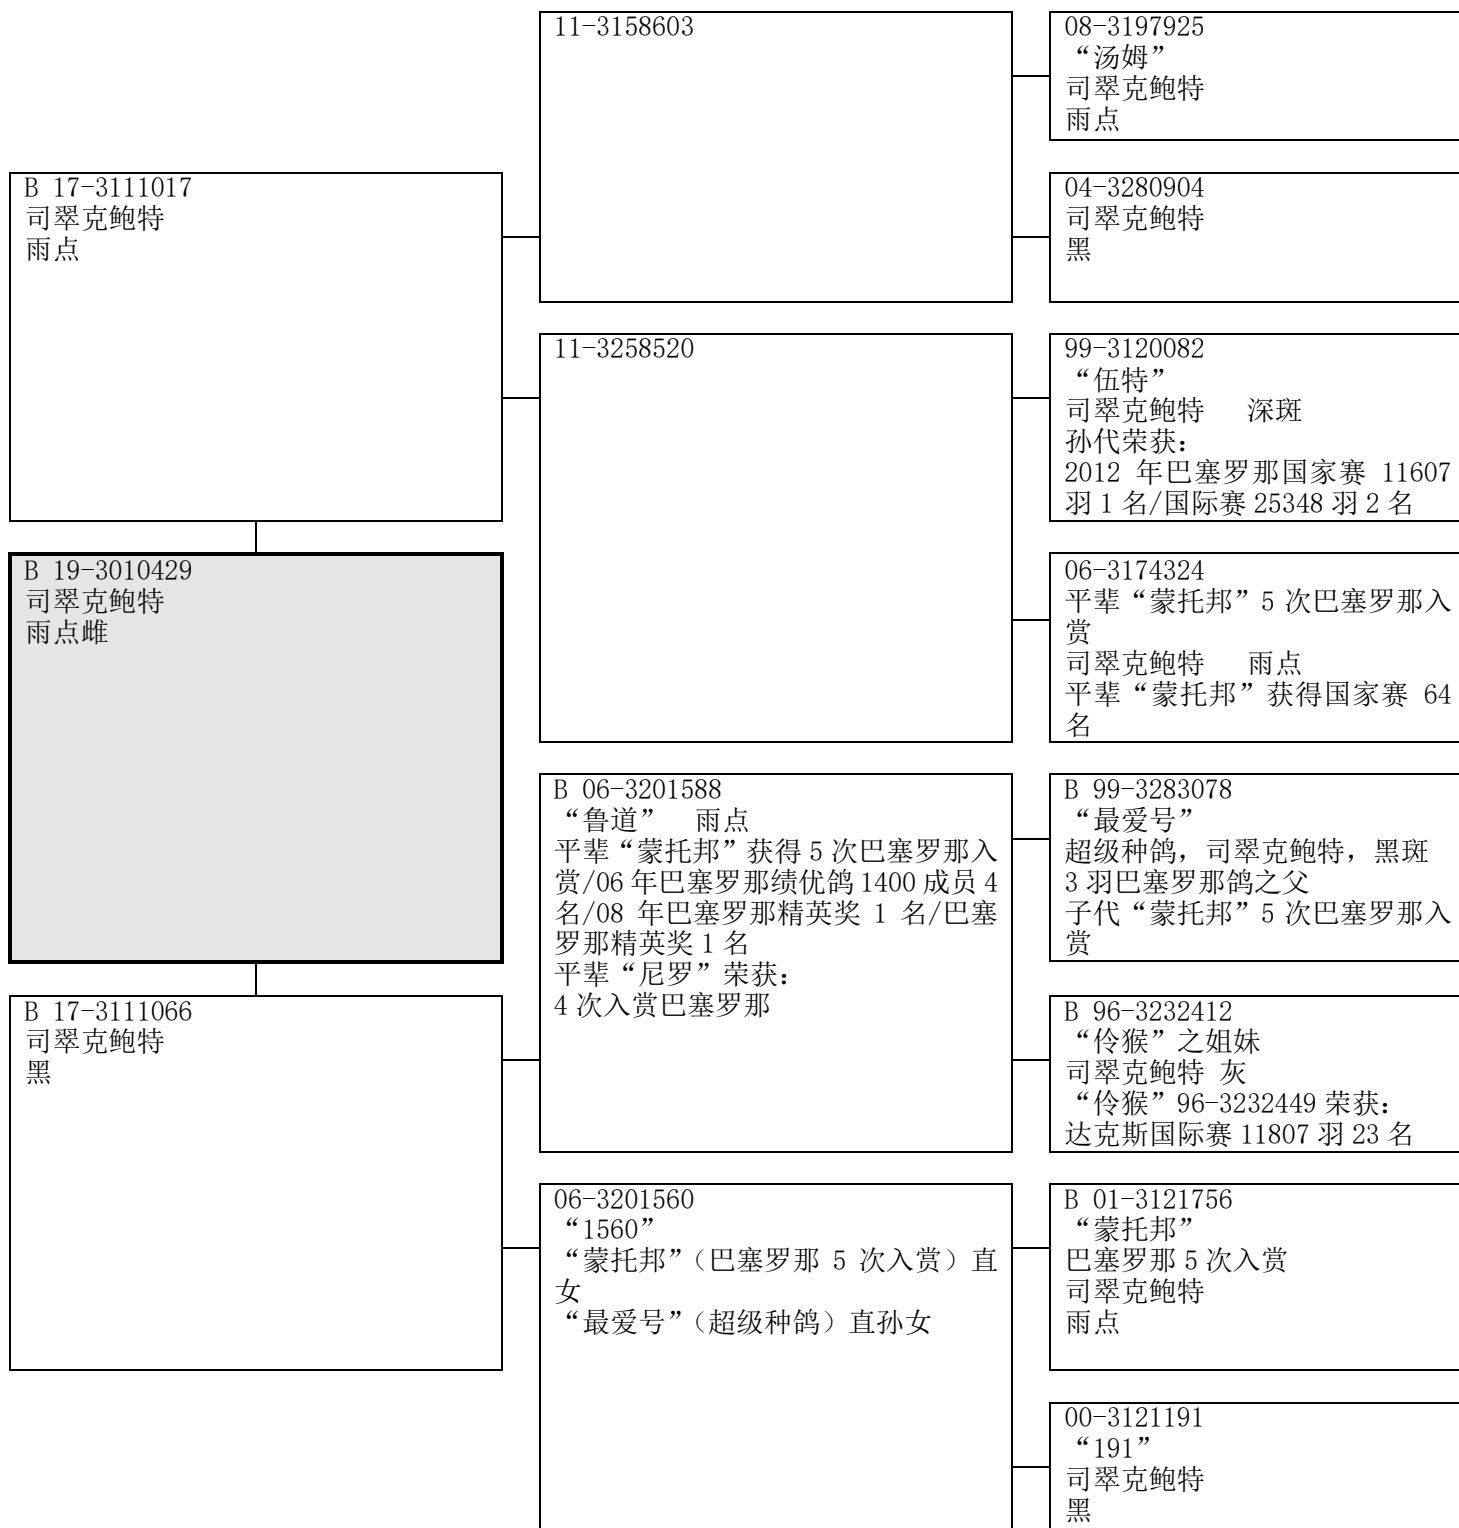 B 17-3111017
司翠克鲍特
雨点
B 19-3010429
司翠克鲍特
雨点雌
B 17-3111066
司翠克鲍特
黑
11-3158603
11-3258520
B 06-3201588
“鲁道” 雨点
平辈“蒙托邦”获得 5 次巴塞罗那入
赏/06 年巴塞罗那绩优鸽 1400 成员 4
名/08 年巴塞罗那精英奖 1 名/巴塞
罗那精英奖 1 名
平辈“尼罗”荣获：
4 次入赏巴塞罗那
06-3201560
“1560”
“蒙托邦”（巴塞罗那 5 次入赏）直
女
“最爱号”（超级种鸽）直孙女
08-3197925
“汤姆”
司翠克鲍特
雨点
04-3280904
司翠克鲍特
黑
99-3120082
“伍特”
司翠克鲍特 深斑
孙代荣获：
2012 年巴塞罗那国家赛 11607
羽 1 名/国际赛 25348 羽 2 名
06-3174324
平辈“蒙托邦”5 次巴塞罗那入
赏
司翠克鲍特 雨点
平辈“蒙托邦”获得国家赛 64
名
B 99-3283078
“最爱号”
超级种鸽，司翠克鲍特，黑斑
3 羽巴塞罗那鸽之父
子代“蒙托邦”5 次巴塞罗那入
赏
B 96-3232412
“伶猴”之姐妹
司翠克鲍特 灰
“伶猴”96-3232449 荣获：
达克斯国际赛 11807 羽 23 名
B 01-3121756
“蒙托邦”
巴塞罗那 5 次入赏
司翠克鲍特
雨点
00-3121191
“191”
司翠克鲍特
黑